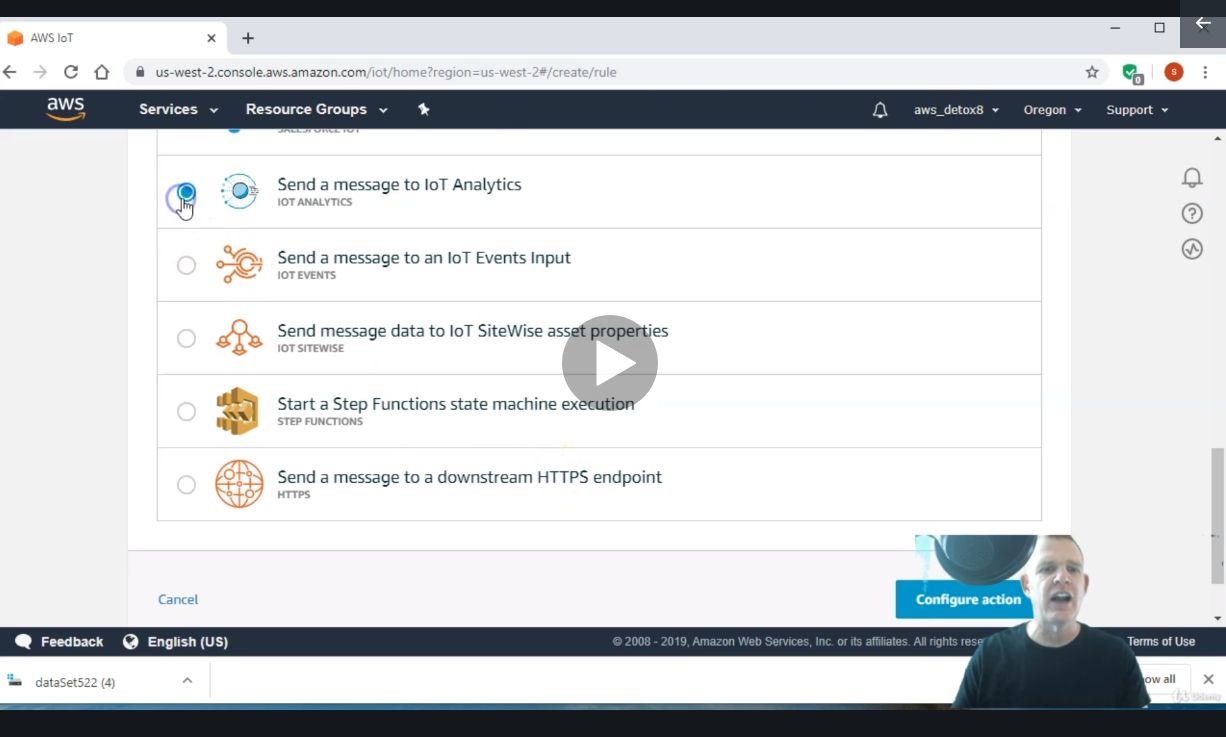 AWS IoT
us-west-2.console.aws.amazon.com/iot/home?region=us-west-2#/create/rule
S
0
aws
Services
Resource Groups
aws_detox8
Oregon
Support
SALESFORCE IOT
Send a message to IoT Analytics
IOT ANALYTICS
Send a message to an IoT Events Input
IOT EVENTS
Send message data to IoT SiteWise asset properties
IOT SITEWISE
Start a Step Functions state machine execution
STEP FUNCTIONS
Send a message to a downstream HTTPS endpoint
HTTPS
Cancel
Configure action
Feedback
English (US)
© 2008 - 2019, Amazon Web Services, Inc. or its affiliates. All rights rese
Terms of Use
dataSet522 (4)
ow all
Udemy